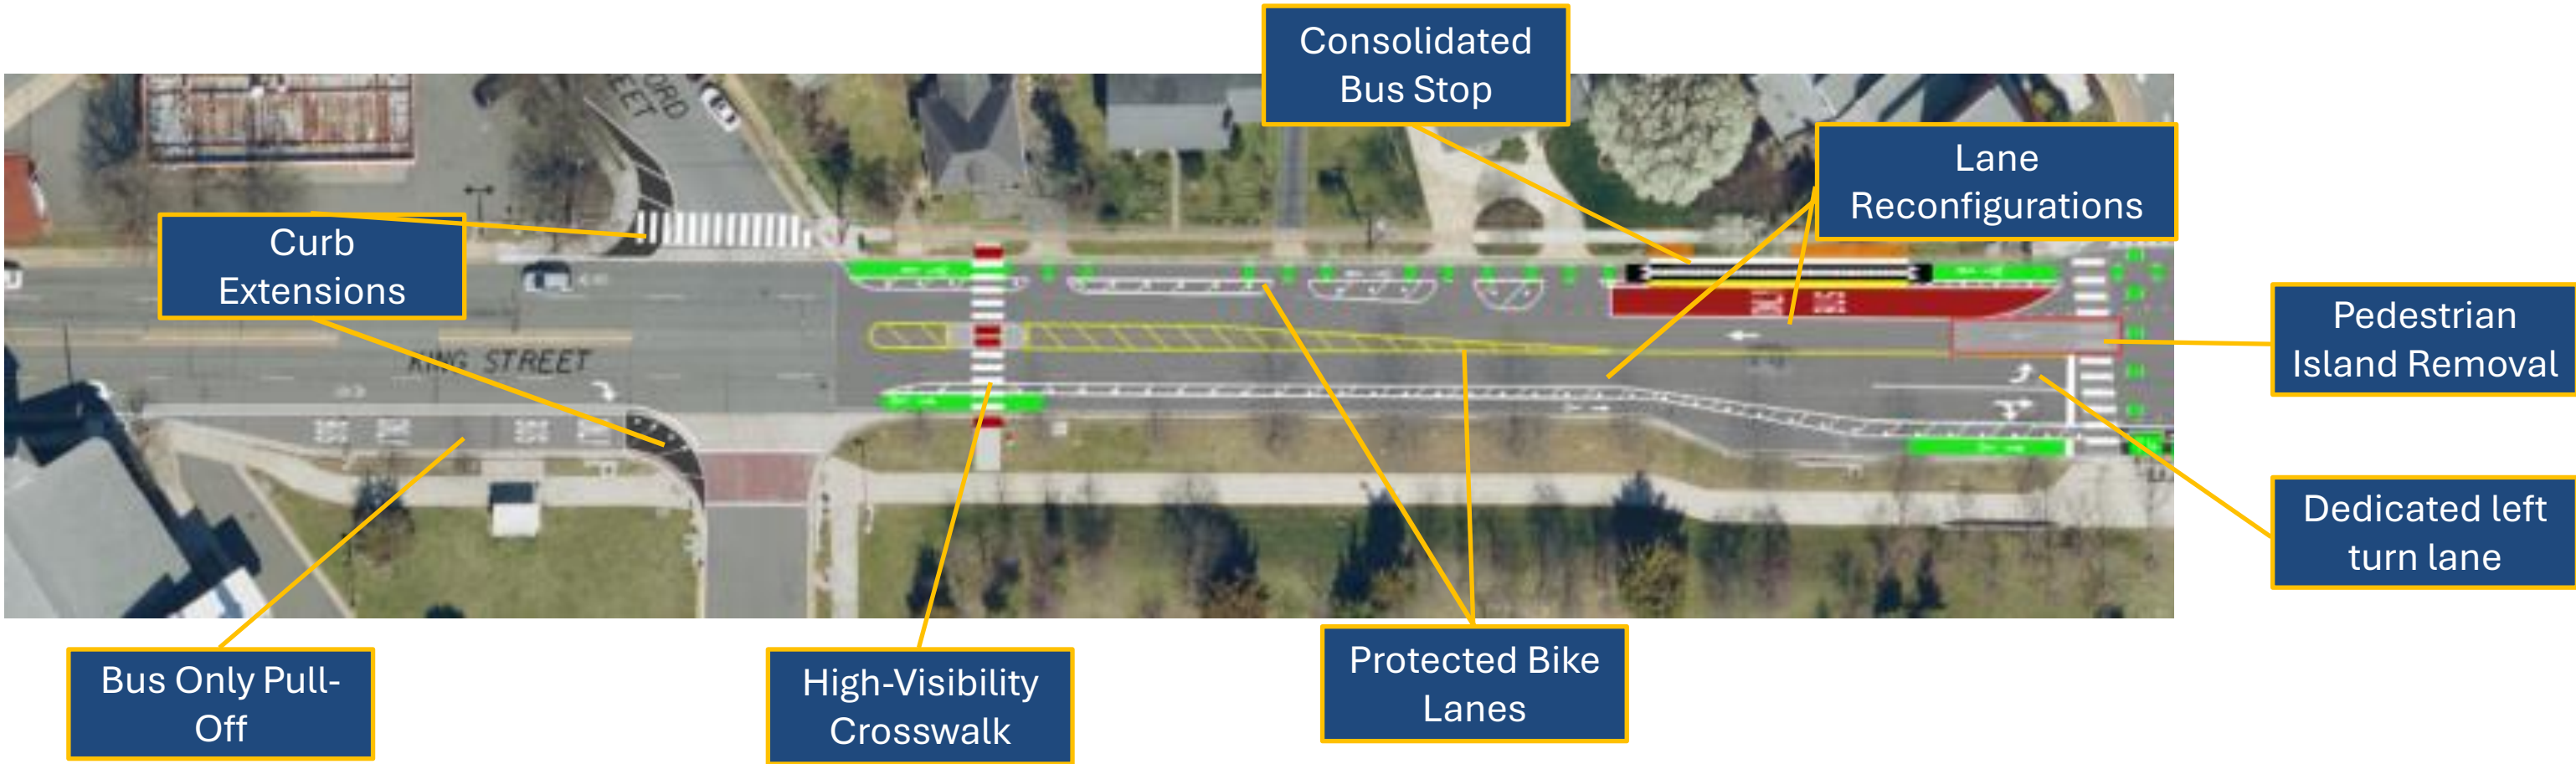 Consolidated
Bus Stop
Lane
Reconfigurations
Curb
Extensions
KING STREET
Pedestrian
Island Removal
Dedicated left
turn lane
Bus Only Pull-
Off
High-Visibility
Crosswalk
Protected Bike
Lanes